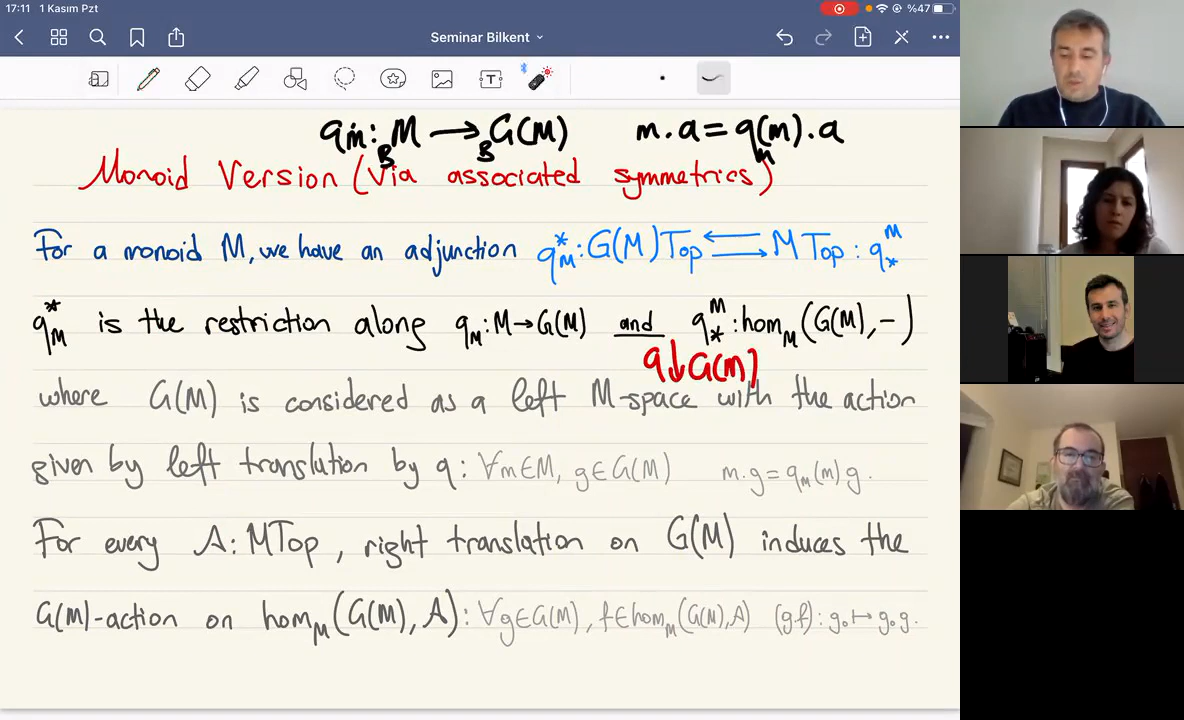 17:11 1 Kasım Pzt %47
Seminar Bilkent
q_m: M → G(M) m.a = q_M(m).a
B B
Monoid Version (via associated symmetrics)
For a monoid M, we have an adjunction q*_M : G(M)Top ⇄ MTop : q^M_*
q*_M is the restriction along q_M: M→G(M) and q^M_* : hom_M(G(M),−)
q↓G(M)
where G(M) is considered as a left M-space with the action
given by left translation by q: ∀m∈M, g∈G(M) m.g = q_M(m)g.
For every A: MTop, right translation on G(M) induces the
G(M)-action on hom_M(G(M), A): ∀g∈G(M), f∈hom_M(G(M),A) (gf): g₀ ↦ g₀g.